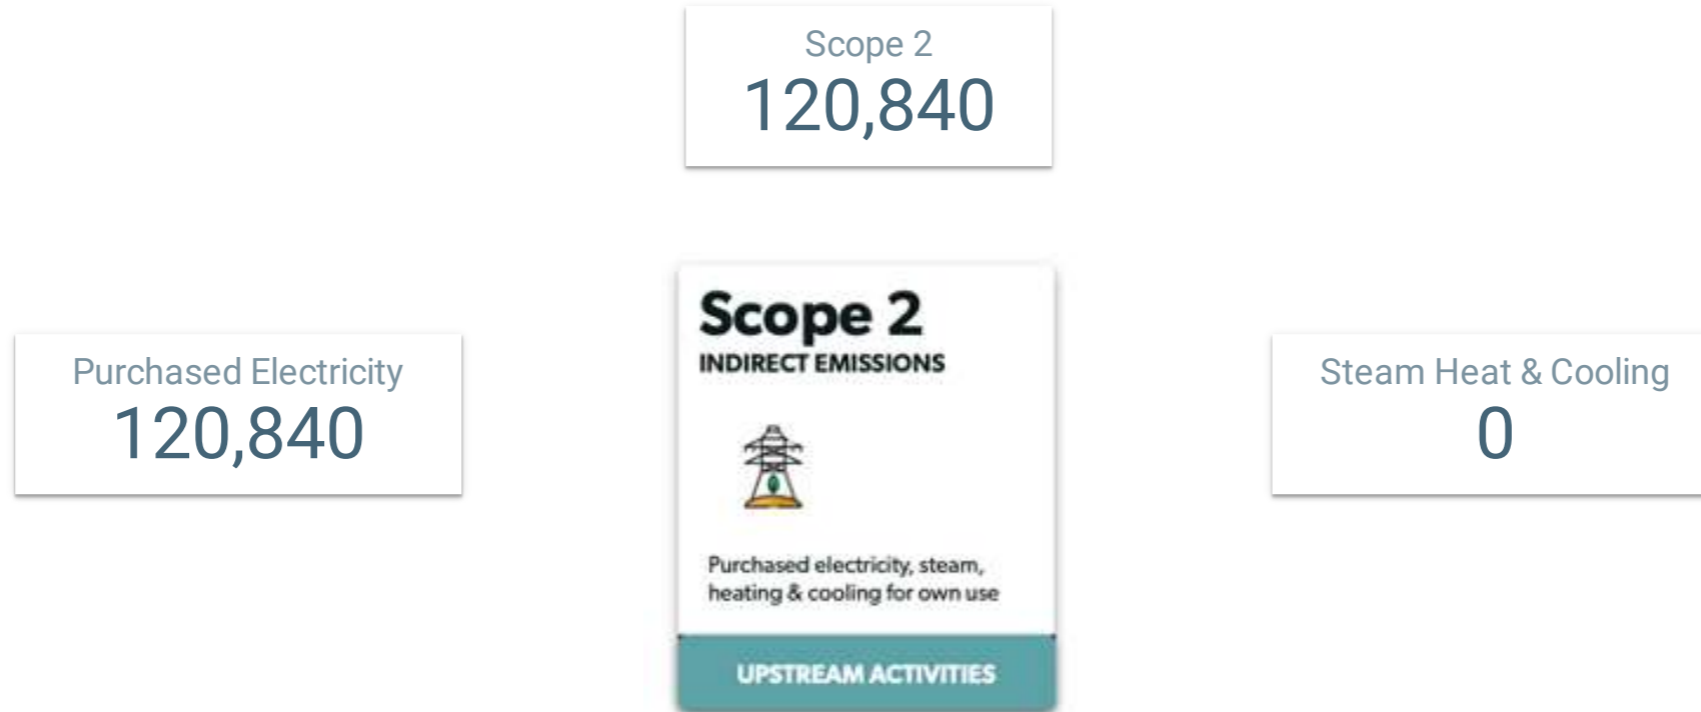 Scope 2
120,840
Purchased Electricity
120,840
Scope 2
INDIRECT EMISSIONS
Purchased electricity, steam,
heating & cooling for own use
UPSTREAM ACTIVITIES
Steam Heat & Cooling
0